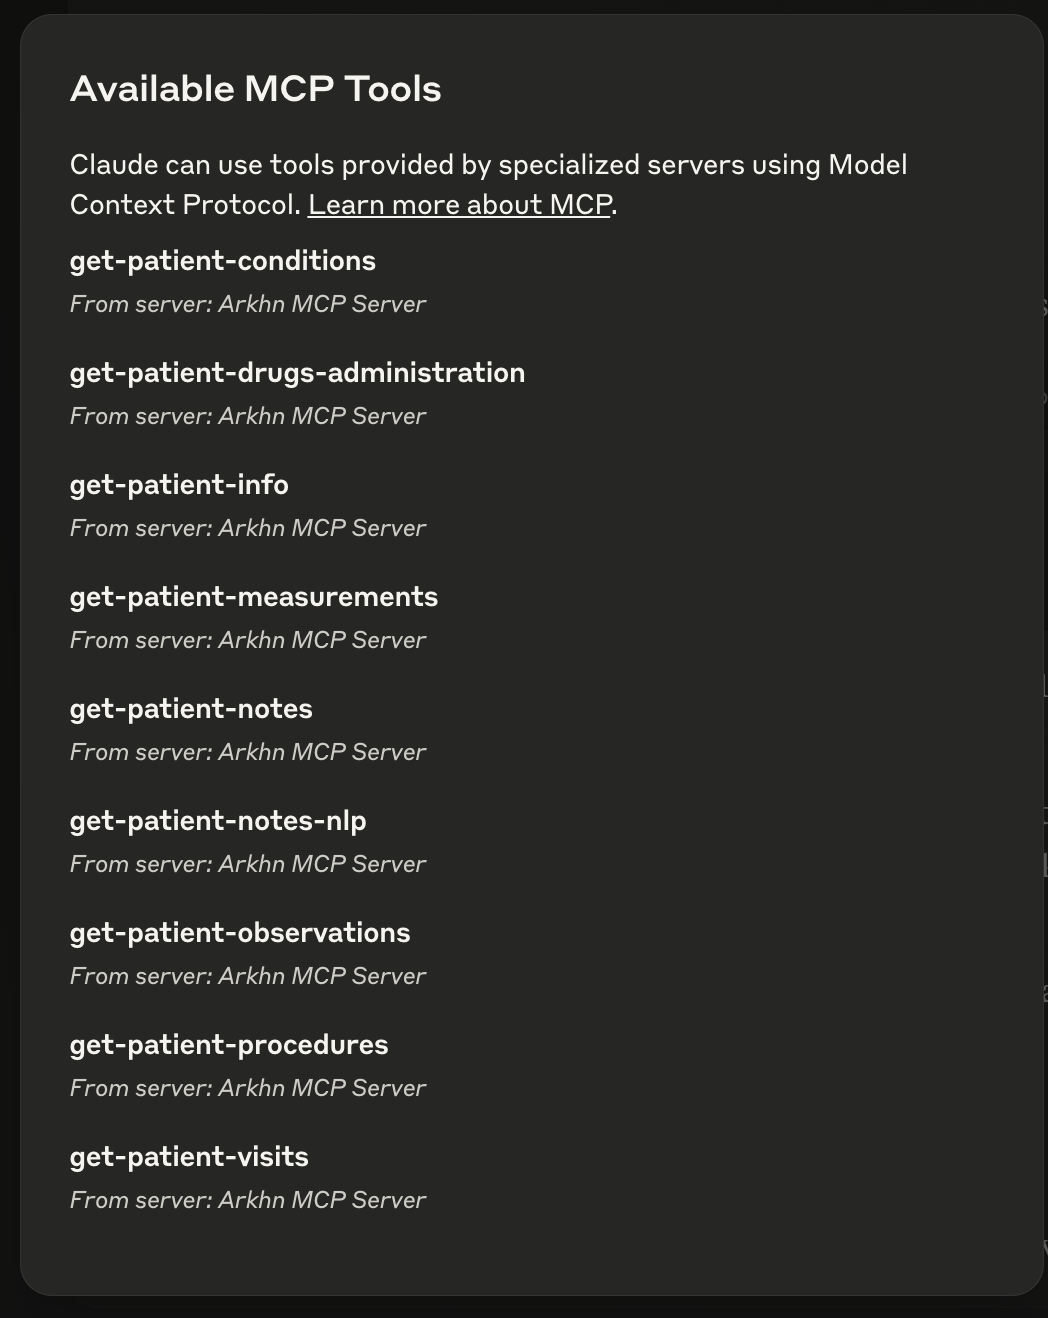 Available MCP Tools
Claude can use tools provided by specialized servers using Model
Context Protocol. Learn more about MCP.
get-patient-conditions
From server: Arkhn MCP Server
get-patient-drugs-administration
From server: Arkhn MCP Server
get-patient-info
From server: Arkhn MCP Server
get-patient-measurements
From server: Arkhn MCP Server
get-patient-notes
From server: Arkhn MCP Server
get-patient-notes-nlp
From server: Arkhn MCP Server
get-patient-observations
From server: Arkhn MCP Server
get-patient-procedures
From server: Arkhn MCP Server
get-patient-visits
From server: Arkhn MCP Server